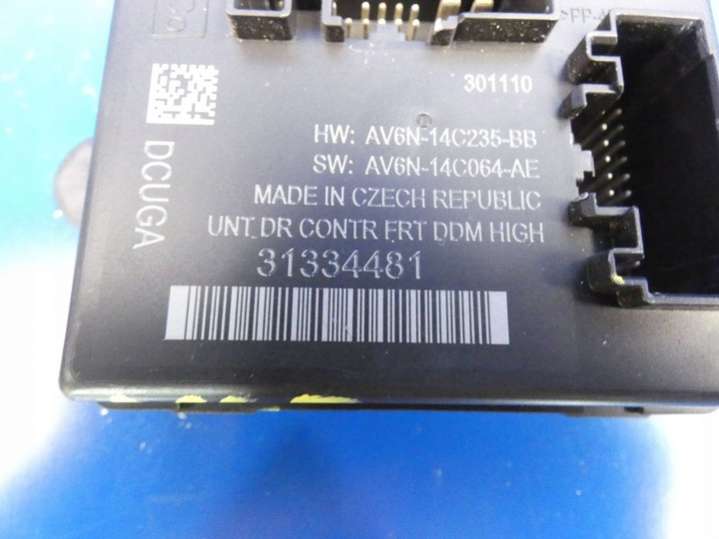 301110
HW: AV6N-14C235-BB
SW: AV6N-14C064-AE
MADE IN CZECH REPUBLIC
UNT DR CONTR FRT DDM HIGH
31334481
DCUGA